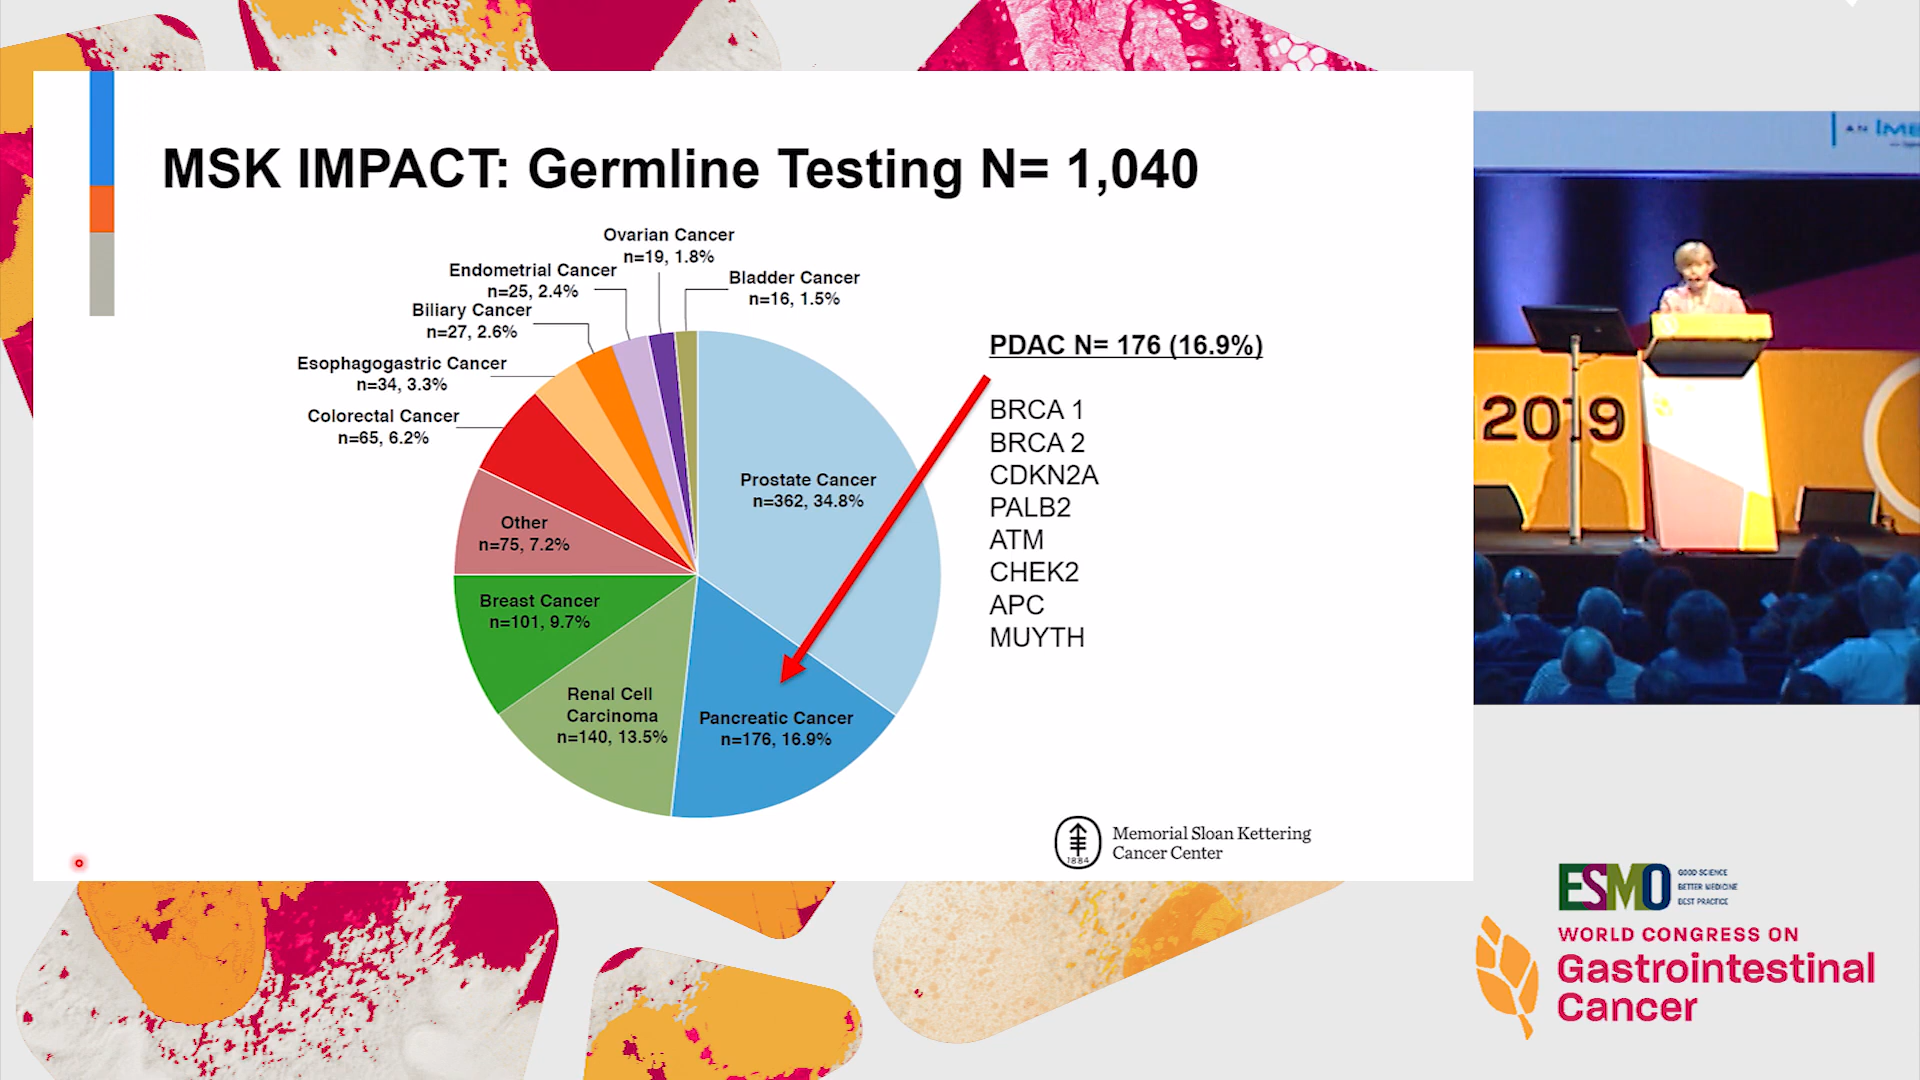 MSK IMPACT: Germline Testing N= 1,040
Ovarian Cancer
n=19, 1.8%
Endometrial Cancer
n=25, 2.4%
Bladder Cancer
n=16, 1.5%
Biliary Cancer
n=27, 2.6%
Esophagogastric Cancer
n=34, 3.3%
Colorectal Cancer
n=65, 6.2%
Prostate Cancer
n=362, 34.8%
Other
n=75, 7.2%
Breast Cancer
n=101, 9.7%
Renal Cell
Carcinoma
n=140, 13.5%
Pancreatic Cancer
n=176, 16.9%
PDAC N= 176 (16.9%)
BRCA 1
BRCA 2
CDKN2A
PALB2
ATM
CHEK2
APC
MUYTH
1884
Memorial Sloan Kettering
Cancer Center
AN IME
2019
ESMO
GOOD SCIENCE
BETTER MEDICINE
BEST PRACTICE
WORLD CONGRESS ON
Gastrointestinal
Cancer